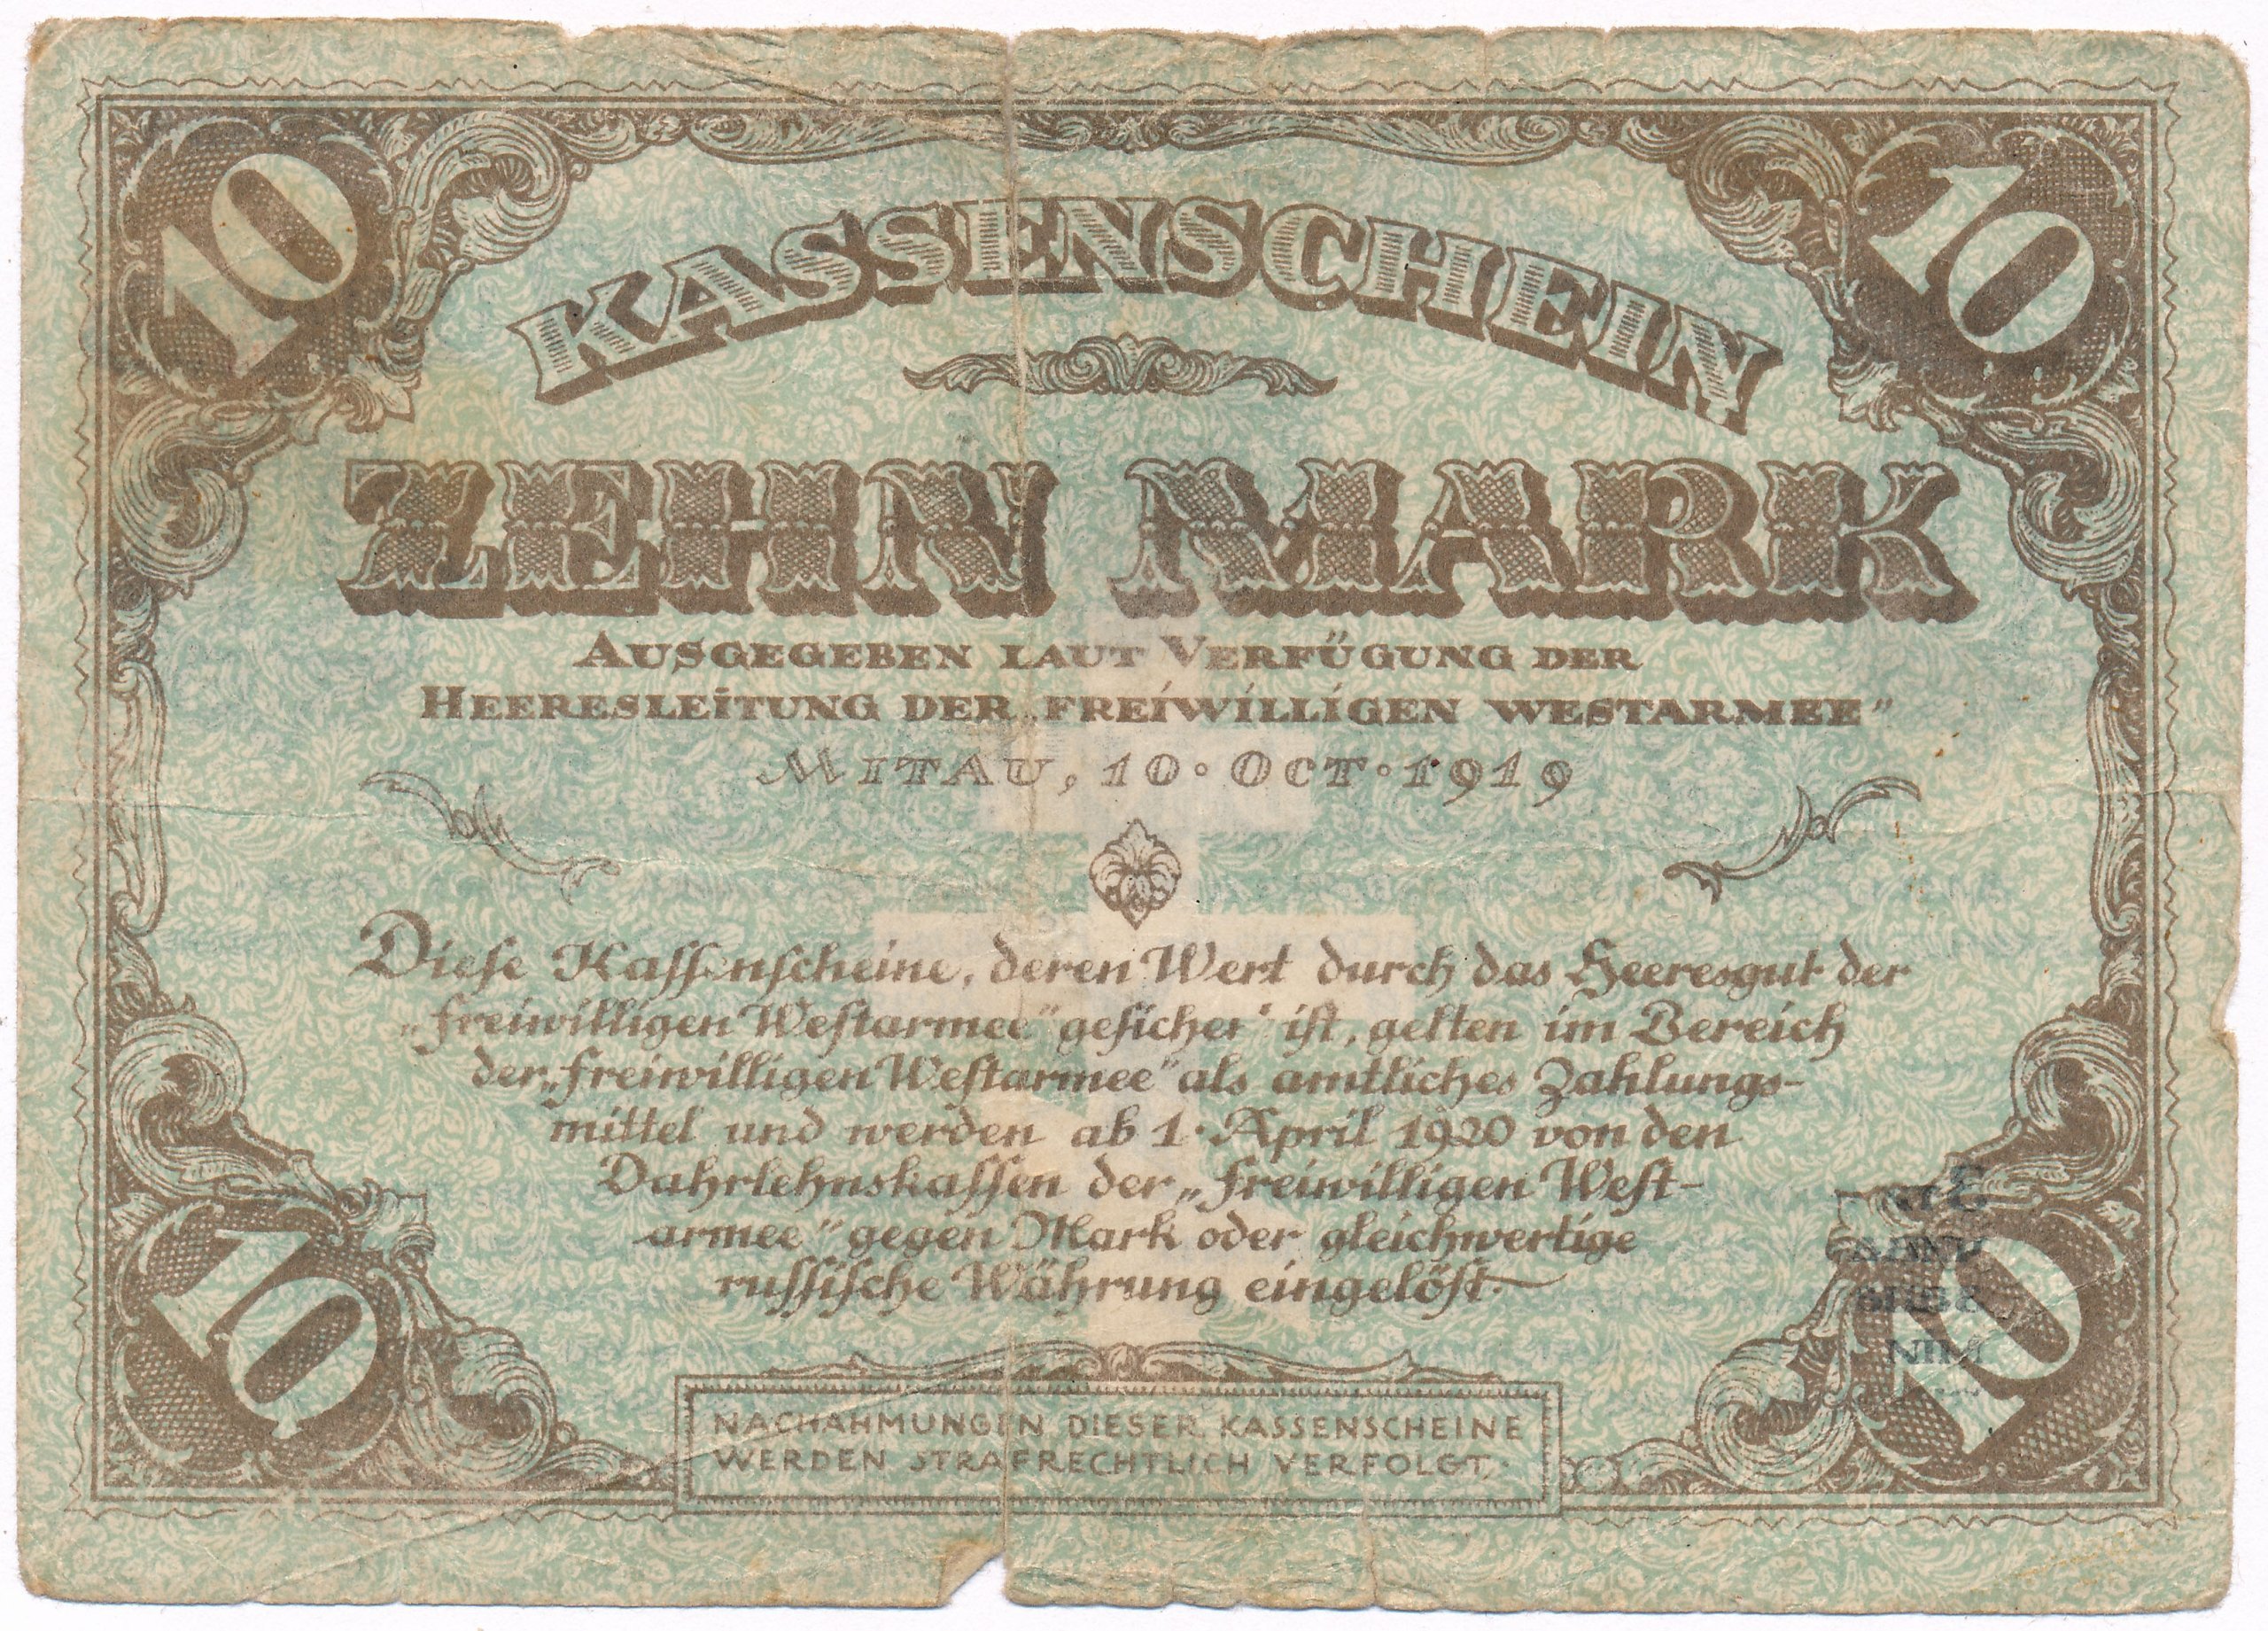 10
10
KASSENSCHEIN
ZEHN MARK
AUSGEGEBEN LAUT VERFÜGUNG DER
HEERESLEITUNG DER „FREIWILLIGEN WESTARMEE“
MITAU, 10. OCT. 1919
Dieſe Kaſſenſcheine, deren Wert durch das Heeresgut der
„freiwilligen Weſtarmee“ geſichert iſt, gelten im Bereich
der „freiwilligen Weſtarmee“ als amtliches Zahlungs-
mittel und werden ab 1. April 1920 von den
Dahrlehnskaſſen der „freiwilligen Weſt-
armee“ gegen Mark oder gleichwertige
ruſſiſche Währung eingelöſt.
10
10
NACHAHMUNGEN DIESER KASSENSCHEINE
WERDEN STRAFRECHTLICH VERFOLGT.